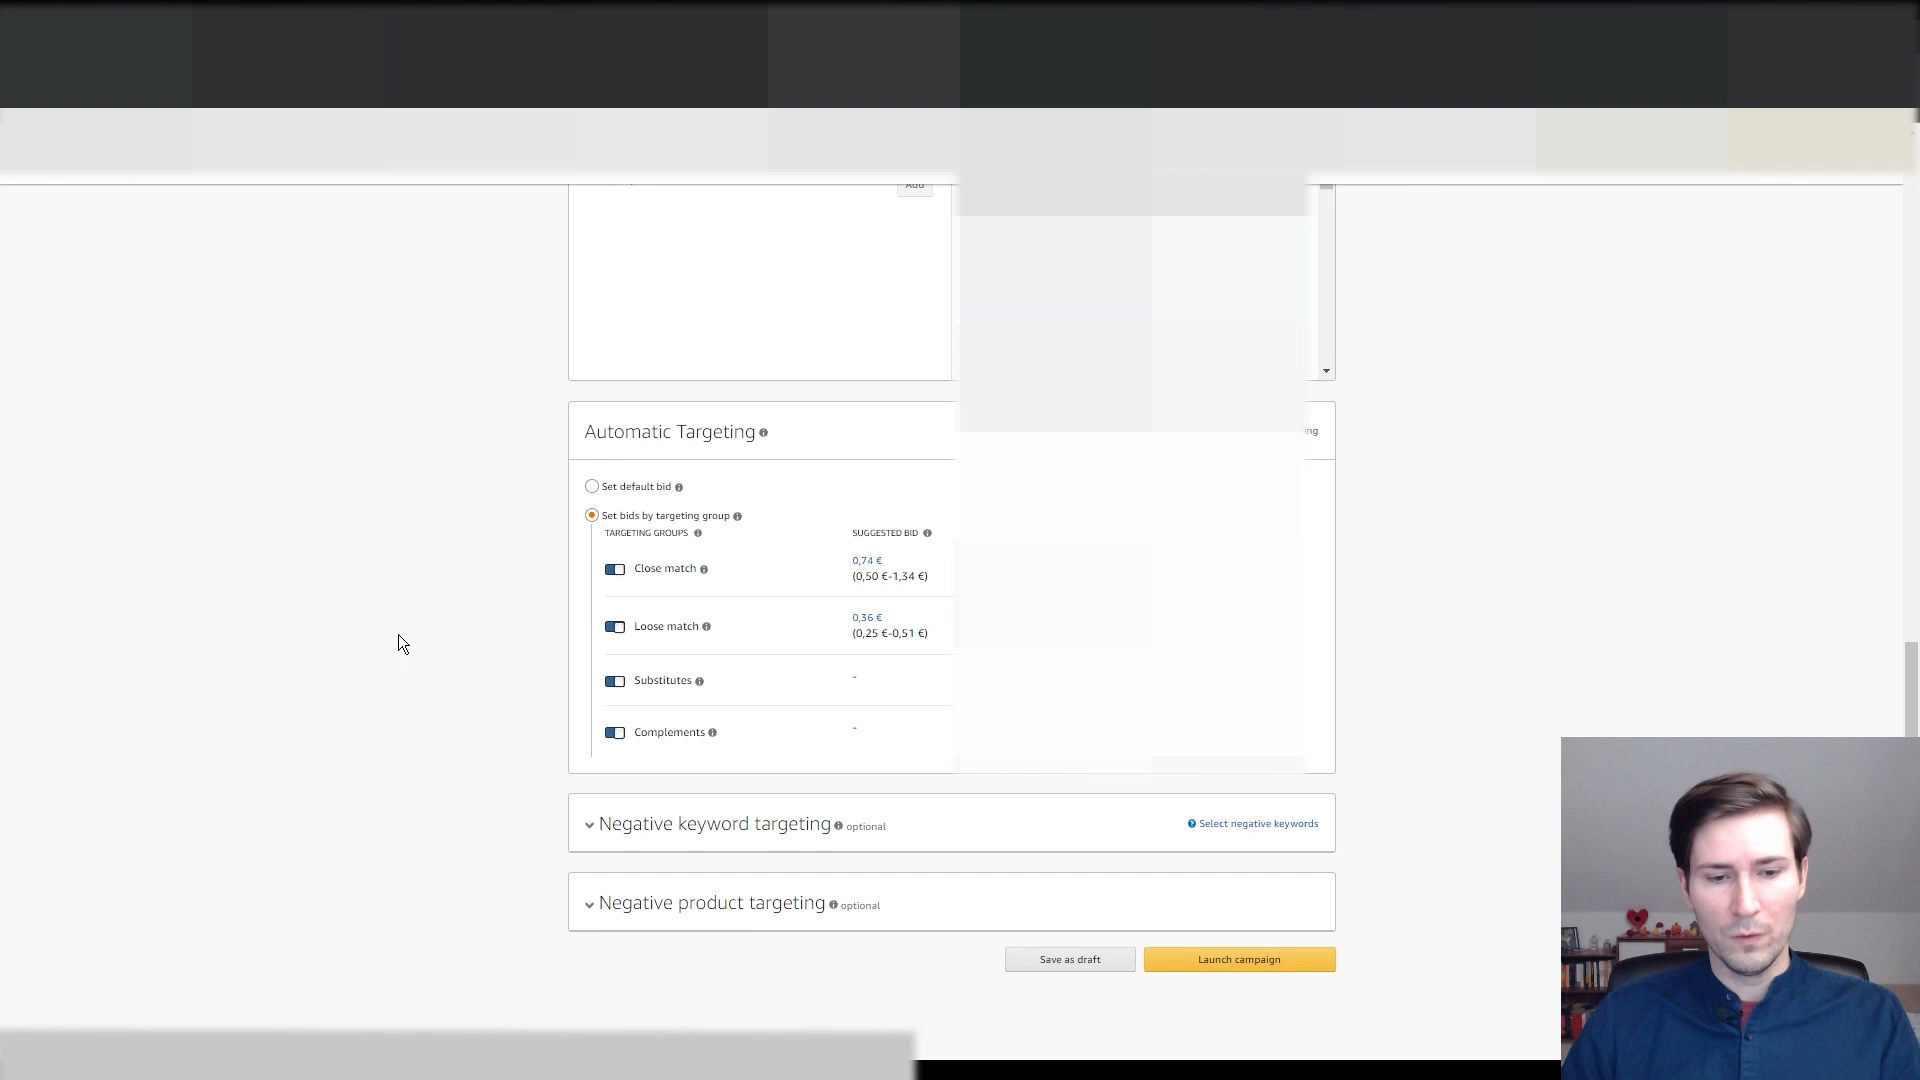 Add
Automatic Targeting
ing
Set default bid
Set bids by targeting group
TARGETING GROUPS SUGGESTED BID
Close match 0,74 €
(0,50 €-1,34 €)
Loose match 0,36 €
(0,25 €-0,51 €)
Substitutes -
Complements -
Negative keyword targeting optional Select negative keywords
Negative product targeting optional
Save as draft Launch campaign